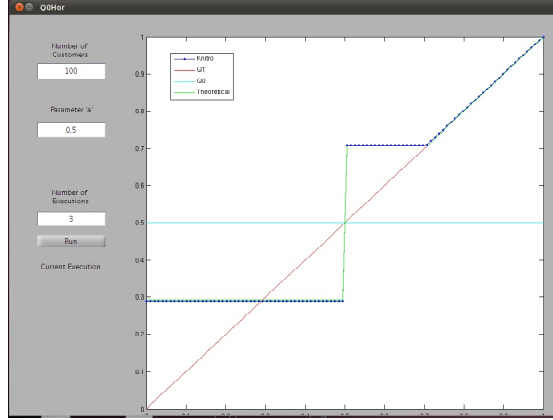 Q0Hor
Number of
Customers
100
Parameter 'a'
0.5
Number of
Executions
3
Run
Current Execution
Knitro
Q1
Q0
Theoretical
1
0.9
0.8
0.7
0.6
0.5
0.4
0.3
0.2
0.1
0